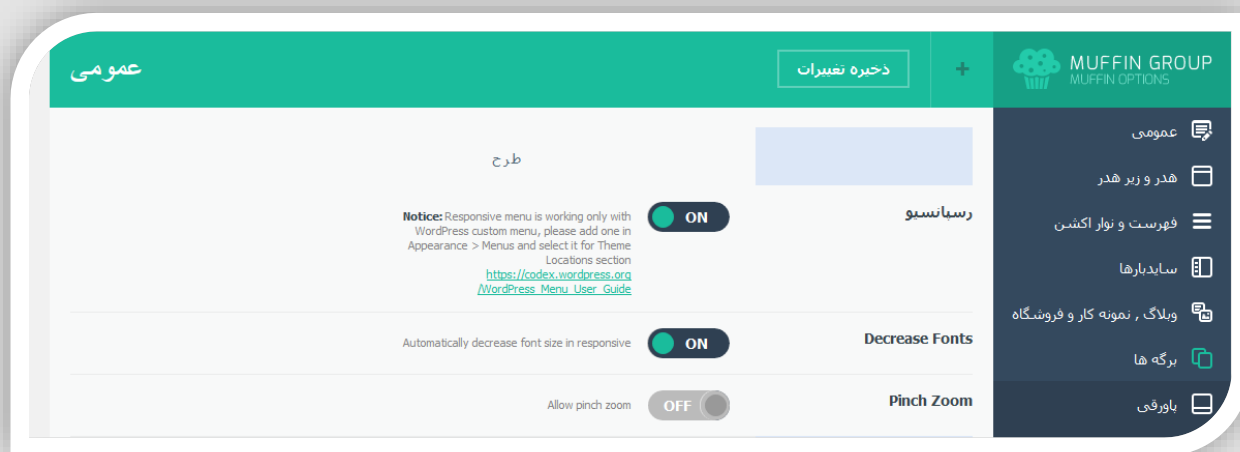 MUFFIN GROUP
MUFFIN OPTIONS
+
ذخیره تغییرات
عمومی
عمومی
هدر و زیر هدر
فهرست و نوار اکشن
سایدبارها
وبلاگ , نمونه کار و فروشگاه
برگه ها
پاورقی
طرح
رسپانسیو
ON
Notice: Responsive menu is working only with
WordPress custom menu, please add one in
Appearance > Menus and select it for Theme
Locations section
https://codex.wordpress.org
/WordPress_Menu_User_Guide
Decrease Fonts
ON
Automatically decrease font size in responsive
Pinch Zoom
OFF
Allow pinch zoom